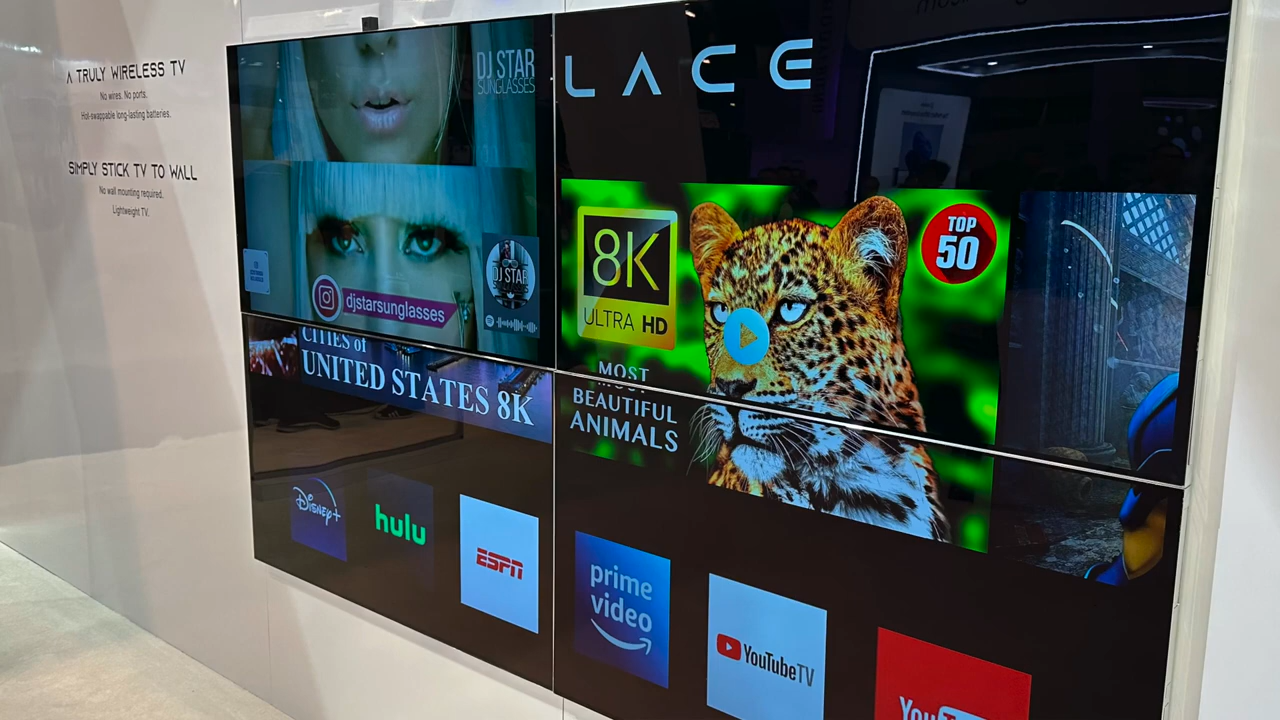 A TRULY WIRELESS TV
No wires. No ports.
Hot-swappable long-lasting batteries.
SIMPLY STICK TV TO WALL
No wall mounting required.
Lightweight TV.
DJ STAR
SUNGLASSES
djstarsunglasses
DJ STAR
LACE
8K
ULTRA HD
TOP
50
MOST
BEAUTIFUL
ANIMALS
CITIES of
UNITED STATES 8K
Disney+
hulu
ESPN
prime
video
YouTubeTV